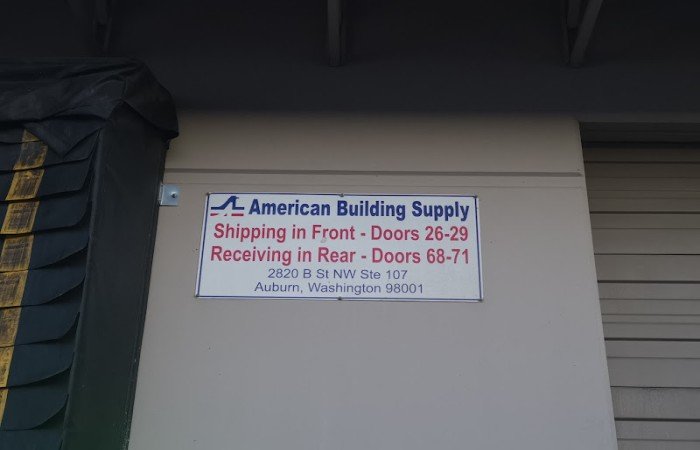 American Building Supply
Shipping in Front - Doors 26-29
Receiving in Rear - Doors 68-71
2820 B St NW Ste 107
Auburn, Washington 98001